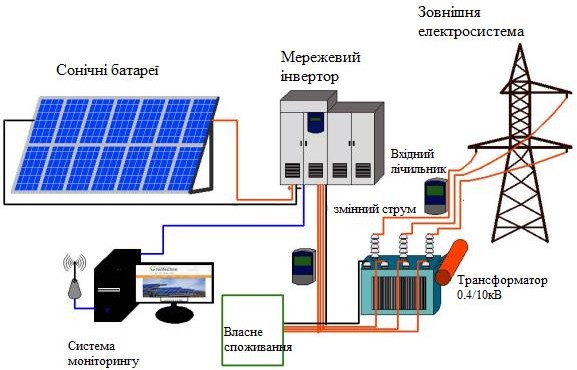 Зовнішня
електросистема
Мережевий
інвертор
Сонічні батареї
Вхідний
лічильник
змінний струм
Трансформатор
0.4/10кВ
Власне
споживання
Система
моніторингу